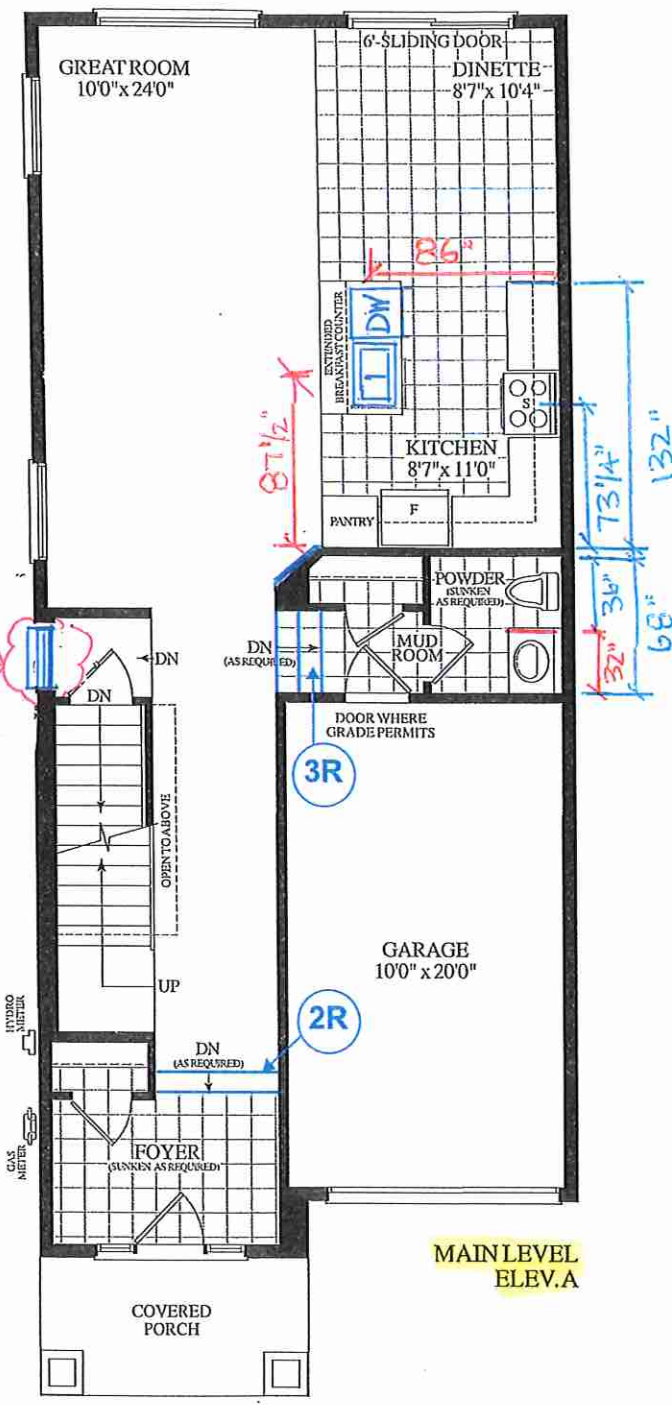 6'-SLIDING DOOR
GREAT ROOM
10'0" x 24'0"
DINETTE
8'7" x 10'4"
86"
EXTENDED
BREAKFAST COUNTER
DW
1
S
87 1/2"
KITCHEN
8'7" x 11'0"
73 1/4"
132"
PANTRY
F
POWDER
(SUNKEN
AS REQUIRED)
36"
68"
32"
DN
(AS REQUIRED)
MUD
ROOM
DN
DN
DOOR WHERE
GRADE PERMITS
3R
OPEN TO ABOVE
GARAGE
10'0" x 20'0"
UP
HYDRO
METER
2R
DN
(AS REQUIRED)
GAS
METER
FOYER
(SUNKEN AS REQUIRED)
MAIN LEVEL
ELEV. A
COVERED
PORCH